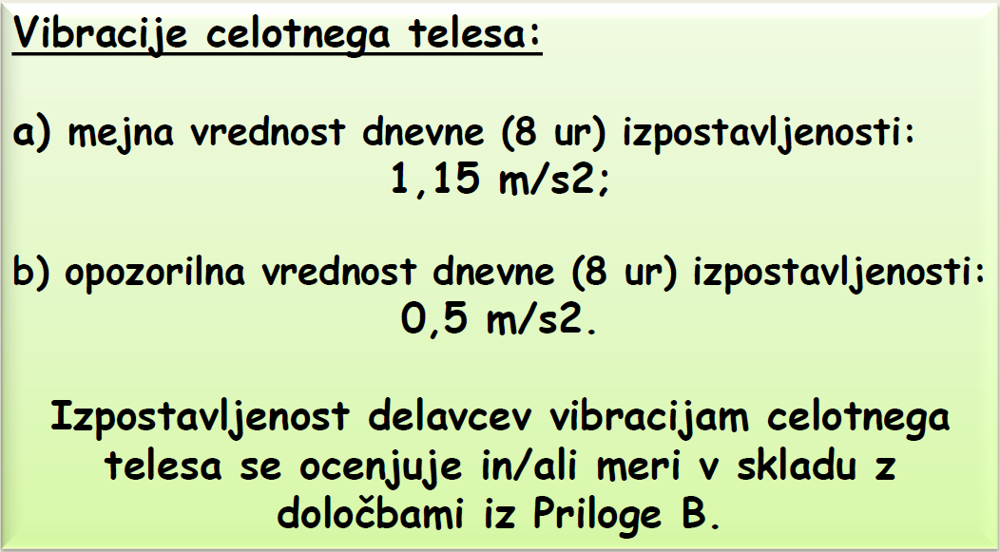 Vibracije celotnega telesa:
a) mejna vrednost dnevne (8 ur) izpostavljenosti:
1,15 m/s2;
b) opozorilna vrednost dnevne (8 ur) izpostavljenosti:
0,5 m/s2.
Izpostavljenost delavcev vibracijam celotnega
telesa se ocenjuje in/ali meri v skladu z
določbami iz Priloge B.